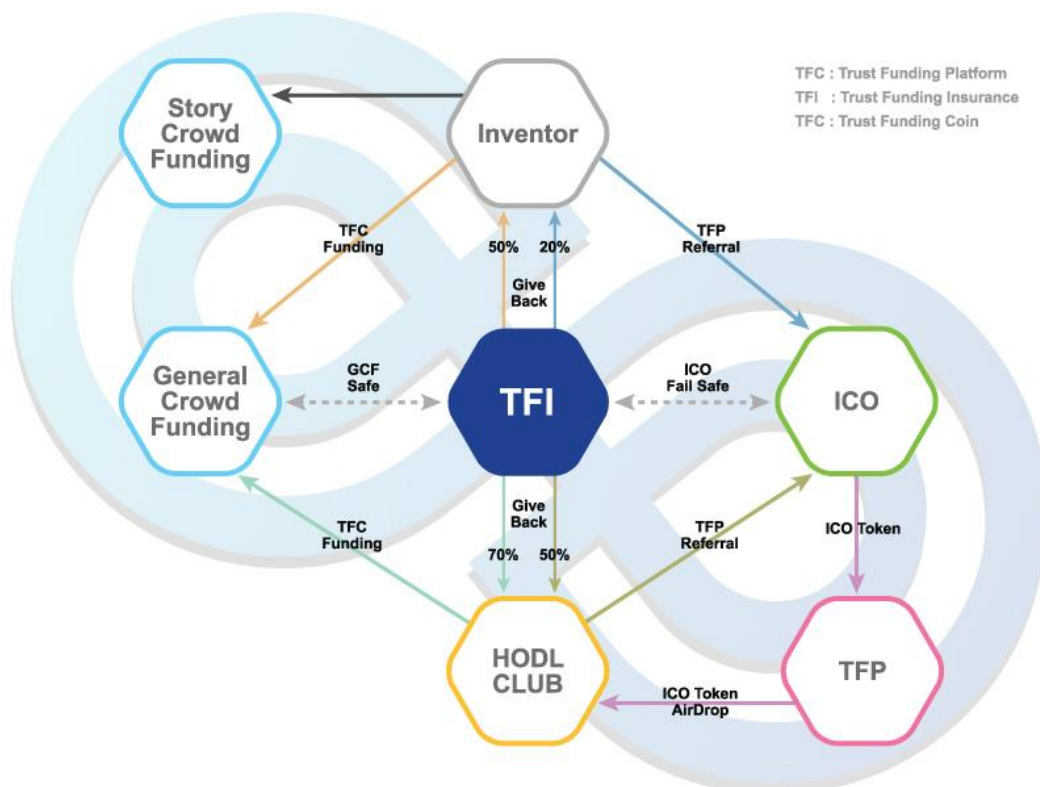 Story
Crowd
Funding
Inventor
TFC : Trust Funding Platform
TFI : Trust Funding Insurance
TFC : Trust Funding Coin
TFC
Funding
50%
20%
Give
Back
TFP
Referral
General
Crowd
Funding
GCF
Safe
TFI
ICO
Fail Safe
ICO
TFC
Funding
Give
Back
70%
50%
TFP
Referral
ICO Token
HODL
CLUB
ICO Token
AirDrop
TFP